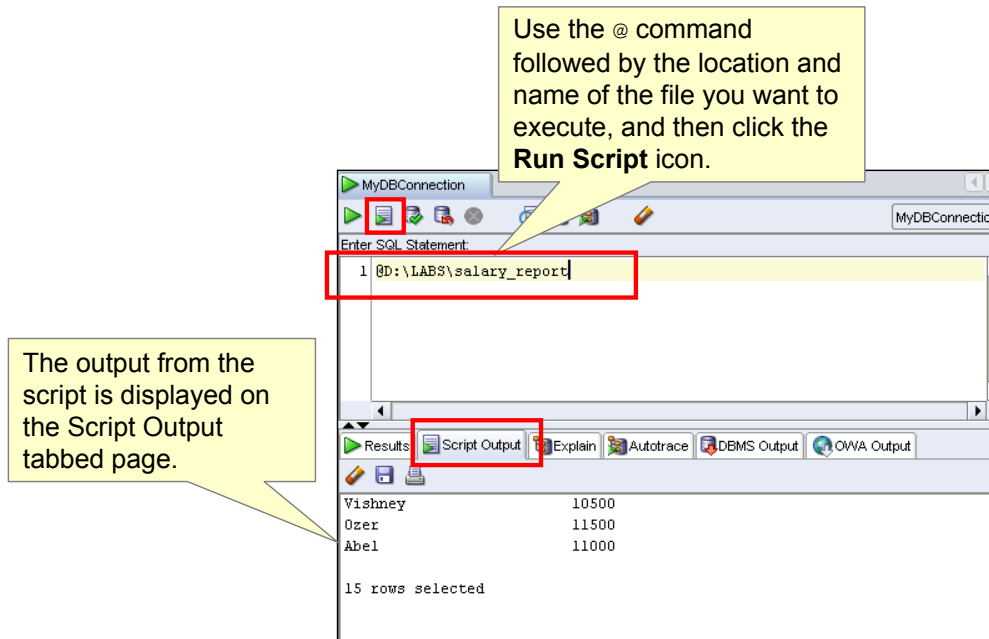 Use the @ command
followed by the location and
name of the file you want to
execute, and then click the
Run Script icon.
MyDBConnection
MyDBConnectio
Enter SQL Statement:
1 @D:\LABS\salary_report
The output from the
script is displayed on
the Script Output
tabbed page.
Results Script Output Explain Autotrace DBMS Output OWA Output
Vishney 10500
Ozer 11500
Abel 11000
15 rows selected